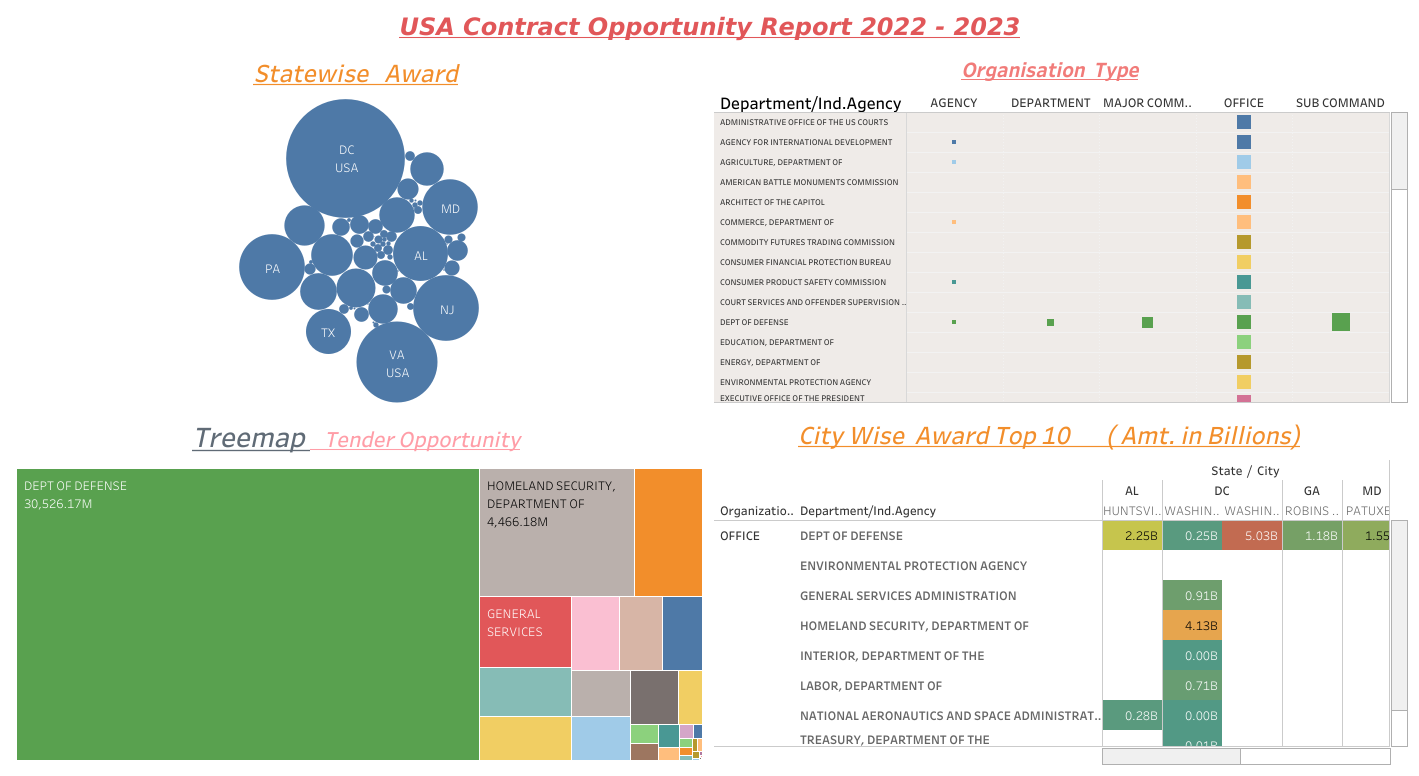 USA Contract Opportunity Report 2022 - 2023
Statewise Award
DC
USA
MD
AL
PA
NJ
TX
VA
USA
Organisation Type
Department/Ind.Agency AGENCY DEPARTMENT MAJOR COMM.. OFFICE SUB COMMAND
ADMINISTRATIVE OFFICE OF THE US COURTS
AGENCY FOR INTERNATIONAL DEVELOPMENT
AGRICULTURE, DEPARTMENT OF
AMERICAN BATTLE MONUMENTS COMMISSION
ARCHITECT OF THE CAPITOL
COMMERCE, DEPARTMENT OF
COMMODITY FUTURES TRADING COMMISSION
CONSUMER FINANCIAL PROTECTION BUREAU
CONSUMER PRODUCT SAFETY COMMISSION
COURT SERVICES AND OFFENDER SUPERVISION ..
DEPT OF DEFENSE
EDUCATION, DEPARTMENT OF
ENERGY, DEPARTMENT OF
ENVIRONMENTAL PROTECTION AGENCY
EXECUTIVE OFFICE OF THE PRESIDENT
Treemap Tender Opportunity
DEPT OF DEFENSE
30,526.17M
HOMELAND SECURITY,
DEPARTMENT OF
4,466.18M
GENERAL
SERVICES
City Wise Award Top 10 ( Amt. in Billions)
State / City
AL DC GA MD
Organizatio.. Department/Ind.Agency HUNTSVI.. WASHIN.. WASHIN.. ROBINS .. PATUXE
OFFICE DEPT OF DEFENSE 2.25B 0.25B 5.03B 1.18B 1.55
ENVIRONMENTAL PROTECTION AGENCY
GENERAL SERVICES ADMINISTRATION 0.91B
HOMELAND SECURITY, DEPARTMENT OF 4.13B
INTERIOR, DEPARTMENT OF THE 0.00B
LABOR, DEPARTMENT OF 0.71B
NATIONAL AERONAUTICS AND SPACE ADMINISTRAT.. 0.28B 0.00B
TREASURY, DEPARTMENT OF THE 0.01B